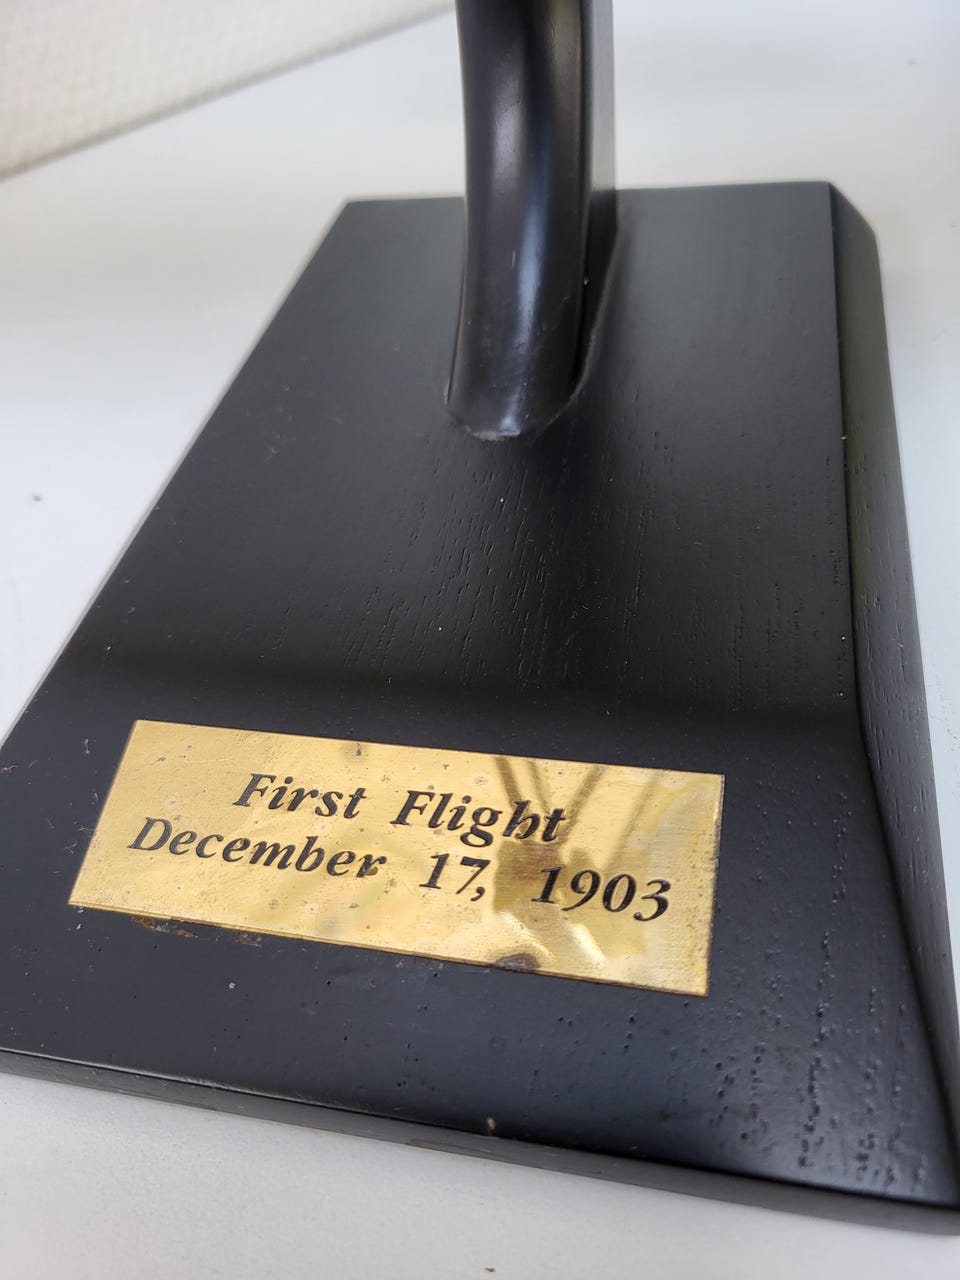 First Flight
December 17, 1903